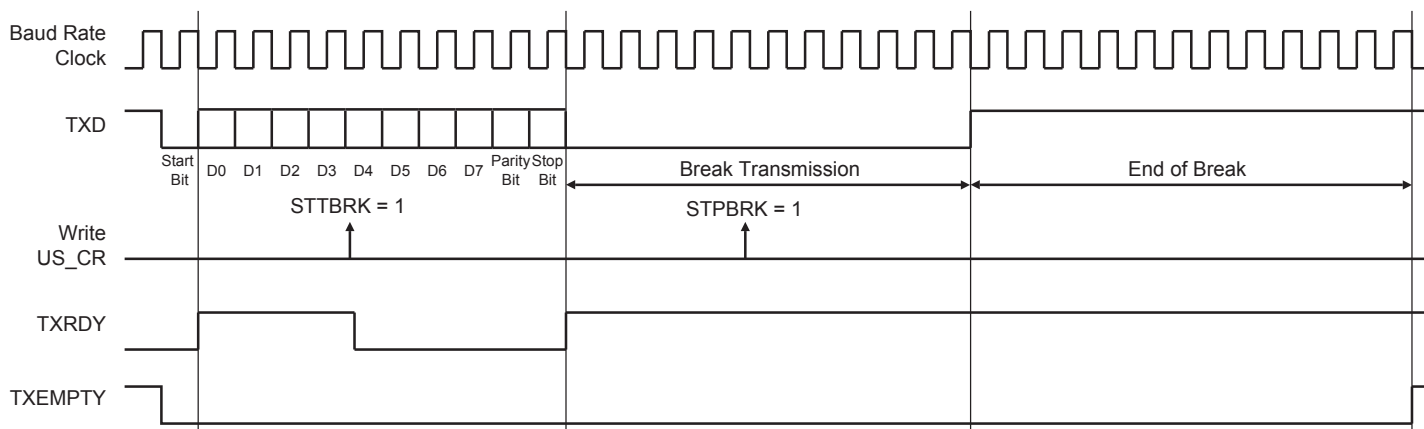 Baud Rate
Clock
TXD
Start
Bit
D0 D1 D2 D3 D4 D5 D6 D7
Parity
Bit
Stop
Bit
Break Transmission
End of Break
STTBRK = 1
STPBRK = 1
Write
US_CR
TXRDY
TXEMPTY